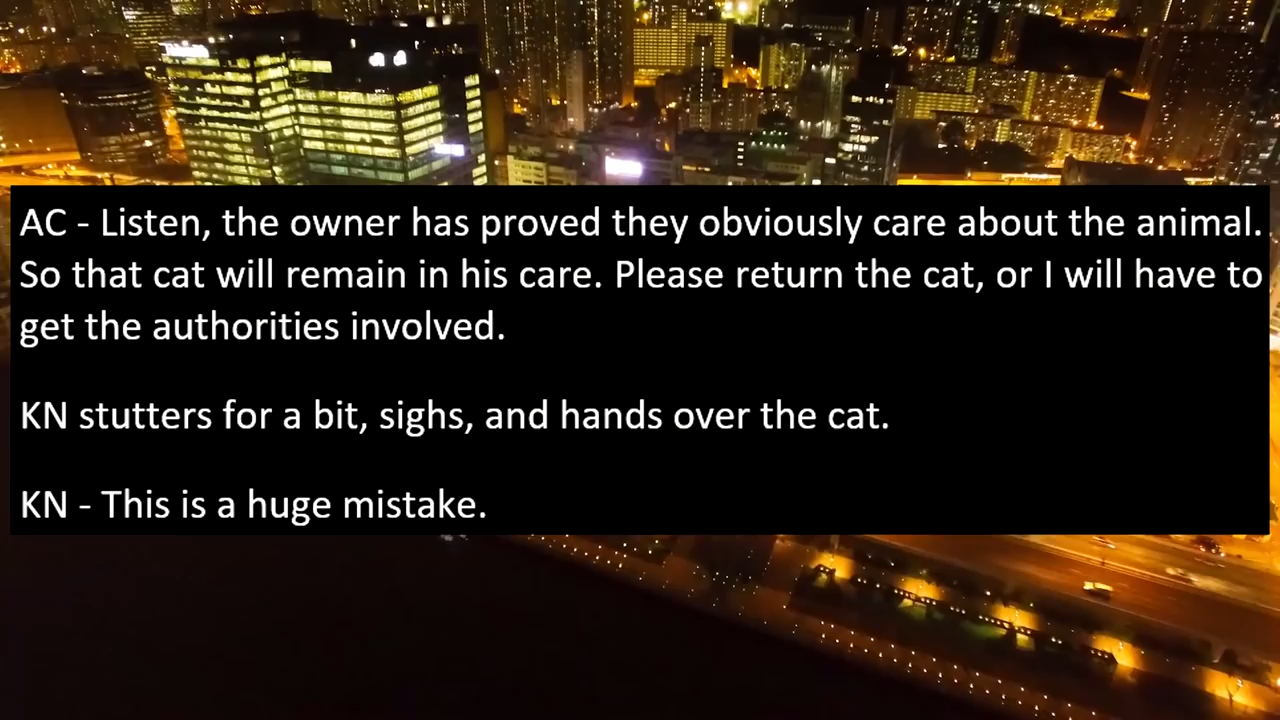 AC - Listen, the owner has proved they obviously care about the animal.
So that cat will remain in his care. Please return the cat, or I will have to
get the authorities involved.
KN stutters for a bit, sighs, and hands over the cat.
KN - This is a huge mistake.